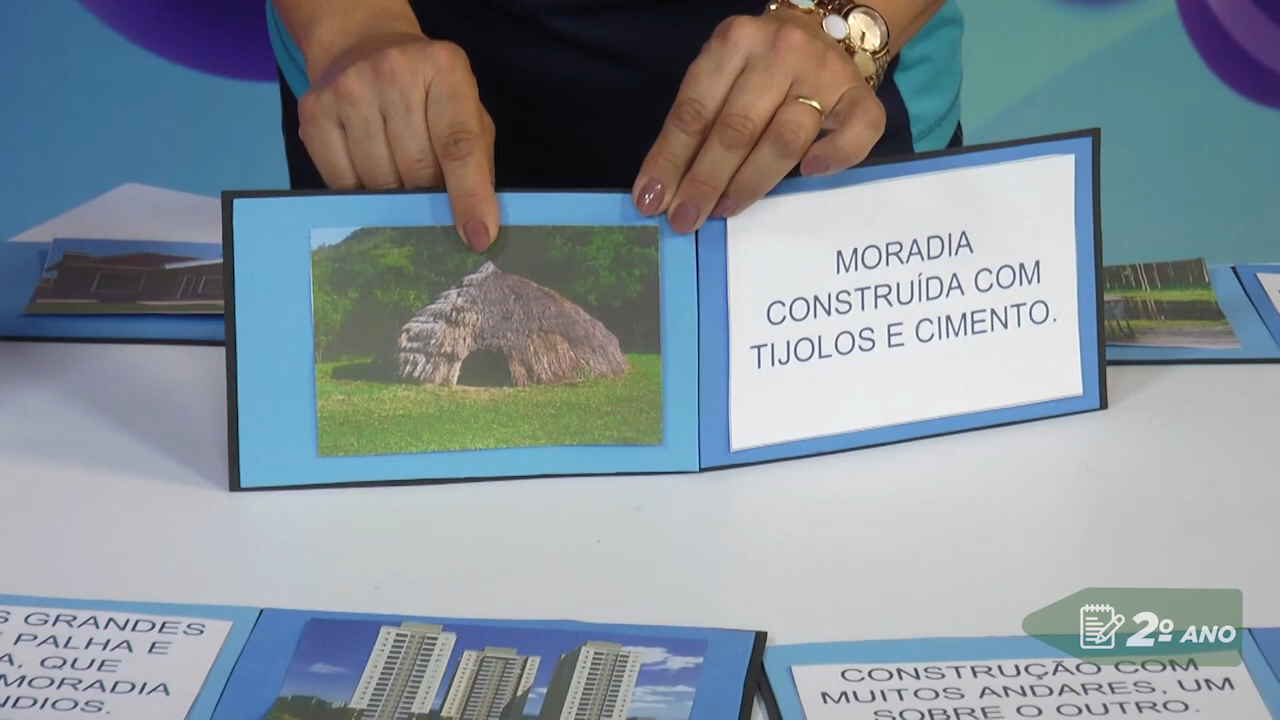 MORADIA
CONSTRUÍDA COM
TIJOLOS E CIMENTO.
GRANDES
PALHA E
QUE
MORADIA
CONSTRUÇÃO COM
MUITOS ANDARES, UM
SOBRE O OUTRO.
2º ANO